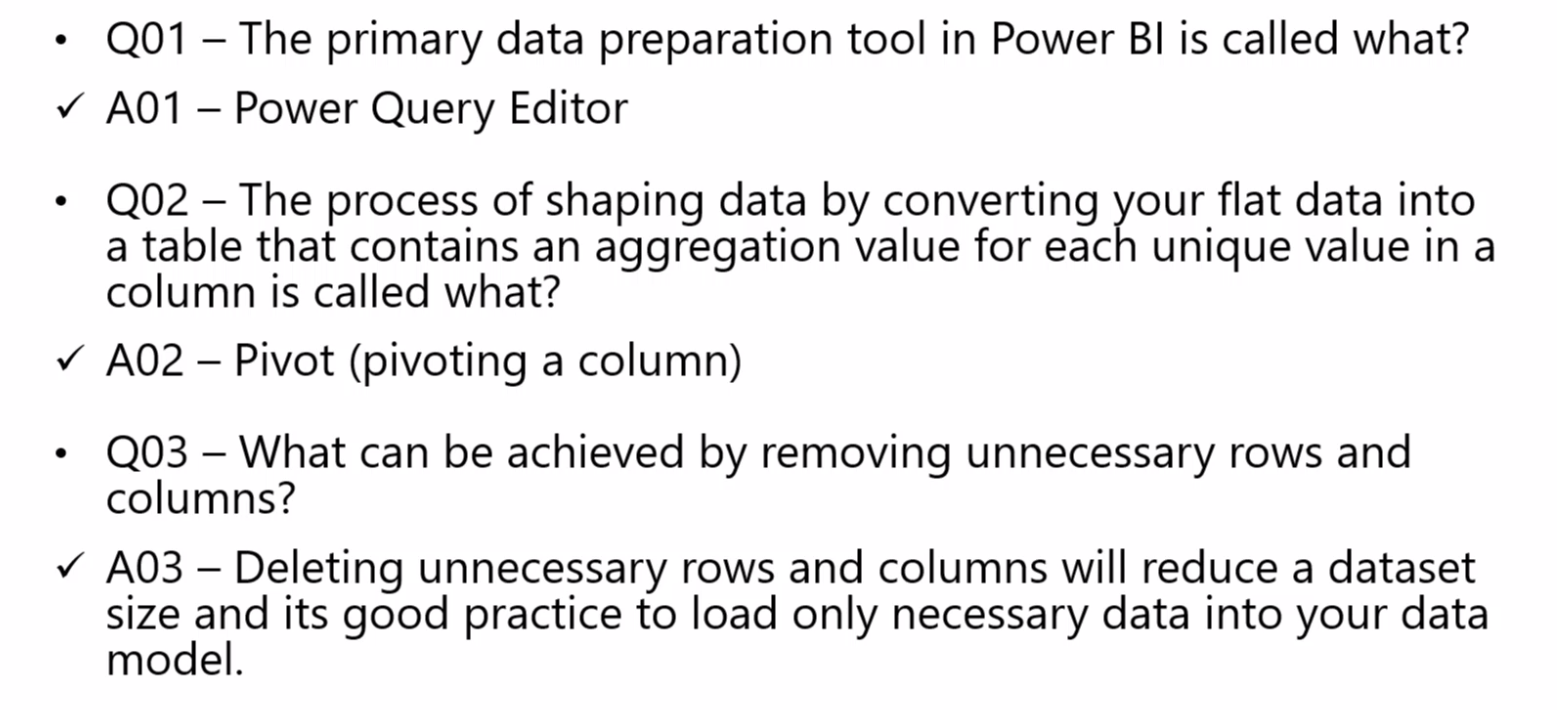 • Q01 – The primary data preparation tool in Power BI is called what?
✓ A01 – Power Query Editor
• Q02 – The process of shaping data by converting your flat data into
a table that contains an aggregation value for each unique value in a
column is called what?
✓ A02 – Pivot (pivoting a column)
• Q03 – What can be achieved by removing unnecessary rows and
columns?
✓ A03 – Deleting unnecessary rows and columns will reduce a dataset
size and its good practice to load only necessary data into your data
model.